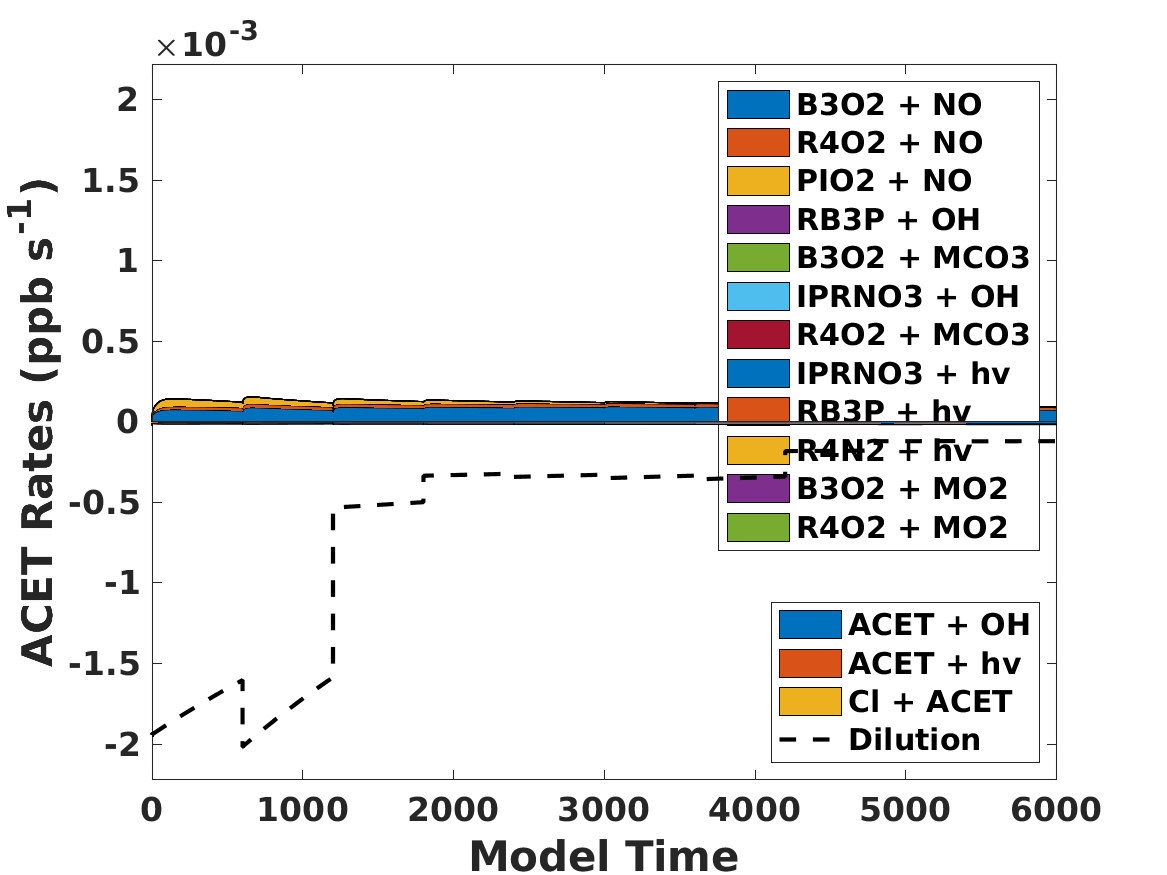 ×10-3
2
1.5
1
0.5
0
-0.5
-1
-1.5
-2
ACET Rates (ppb s-1)
B3O2 + NO
R4O2 + NO
PIO2 + NO
RB3P + OH
B3O2 + MCO3
IPRNO3 + OH
R4O2 + MCO3
IPRNO3 + hv
RB3P + hv
R4N2 + hv
B3O2 + MO2
R4O2 + MO2
ACET + OH
ACET + hv
Cl + ACET
Dilution
0 1000 2000 3000 4000 5000 6000
Model Time